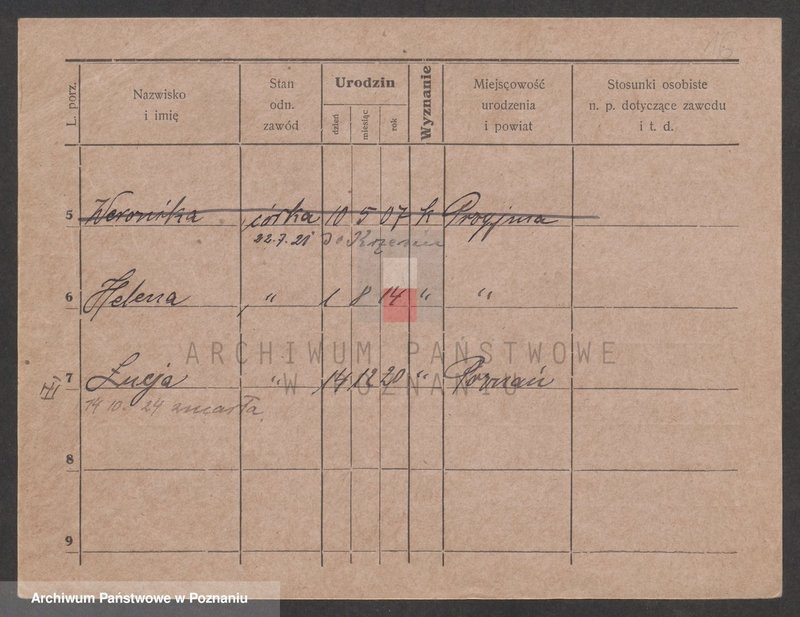 L. porz. Nazwisko i imię Stan odn. zawód Urodzin dzień miesiąc rok Wyznanie Miejscowość urodzenia i powiat Stosunki osobiste n. p. dotyczące zawodu i t. d.
5 Weronika córka 10 5 07 k
22.7.21 do
6 Helena " 1 8 14 " "
ARCHIWUM PAŃSTWOWE
W POZNANIU
7 Łucja " 14 12 20 " Poznań
14 10. 24 zmarła
8
9
Archiwum Państwowe w Poznaniu